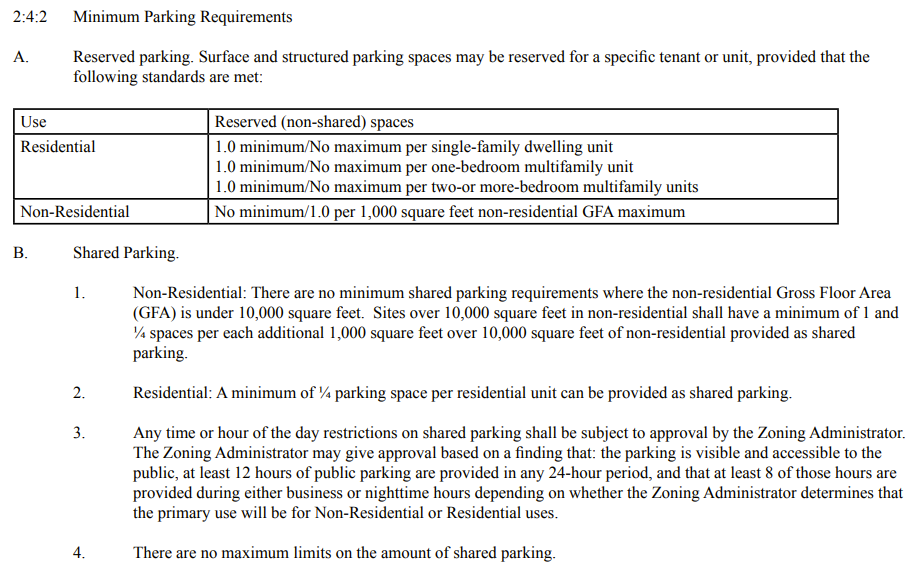 2:4:2 Minimum Parking Requirements
A. Reserved parking. Surface and structured parking spaces may be reserved for a specific tenant or unit, provided that the
following standards are met:
Use Reserved (non-shared) spaces
Residential 1.0 minimum/No maximum per single-family dwelling unit
1.0 minimum/No maximum per one-bedroom multifamily unit
1.0 minimum/No maximum per two-or more-bedroom multifamily units
Non-Residential No minimum/1.0 per 1,000 square feet non-residential GFA maximum
B. Shared Parking.
1. Non-Residential: There are no minimum shared parking requirements where the non-residential Gross Floor Area
(GFA) is under 10,000 square feet. Sites over 10,000 square feet in non-residential shall have a minimum of 1 and
¼ spaces per each additional 1,000 square feet over 10,000 square feet of non-residential provided as shared
parking.
2. Residential: A minimum of ¼ parking space per residential unit can be provided as shared parking.
3. Any time or hour of the day restrictions on shared parking shall be subject to approval by the Zoning Administrator.
The Zoning Administrator may give approval based on a finding that: the parking is visible and accessible to the
public, at least 12 hours of public parking are provided in any 24-hour period, and that at least 8 of those hours are
provided during either business or nighttime hours depending on whether the Zoning Administrator determines that
the primary use will be for Non-Residential or Residential uses.
4. There are no maximum limits on the amount of shared parking.